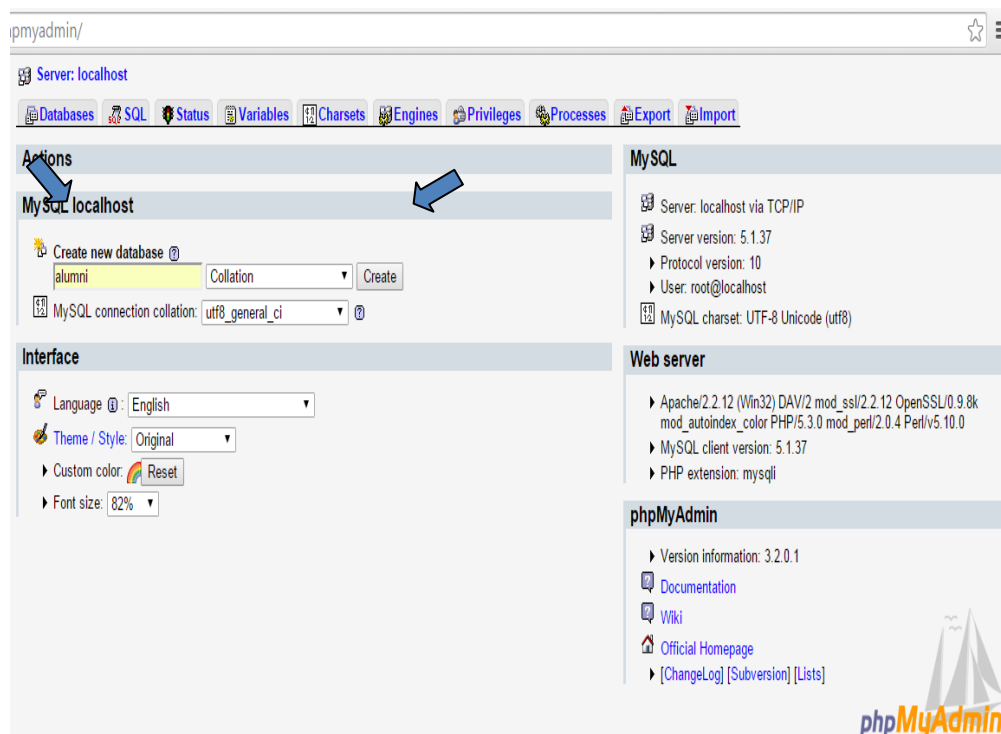 pmyadmin/
Server: localhost
Databases SQL Status Variables Charsets Engines Privileges Processes Export Import
Actions
MySQL localhost
Create new database
alumni Collation Create
MySQL connection collation: utf8_general_ci
Interface
Language : English
Theme / Style: Original
Custom color: Reset
Font size: 82%
MySQL
Server: localhost via TCP/IP
Server version: 5.1.37
Protocol version: 10
User: root@localhost
MySQL charset: UTF-8 Unicode (utf8)
Web server
Apache/2.2.12 (Win32) DAV/2 mod_ssl/2.2.12 OpenSSL/0.9.8k
mod_autoindex_color PHP/5.3.0 mod_perl/2.0.4 Perl/v5.10.0
MySQL client version: 5.1.37
PHP extension: mysqli
phpMyAdmin
Version information: 3.2.0.1
Documentation
Wiki
Official Homepage
[ChangeLog] [Subversion] [Lists]
phpMyAdmin